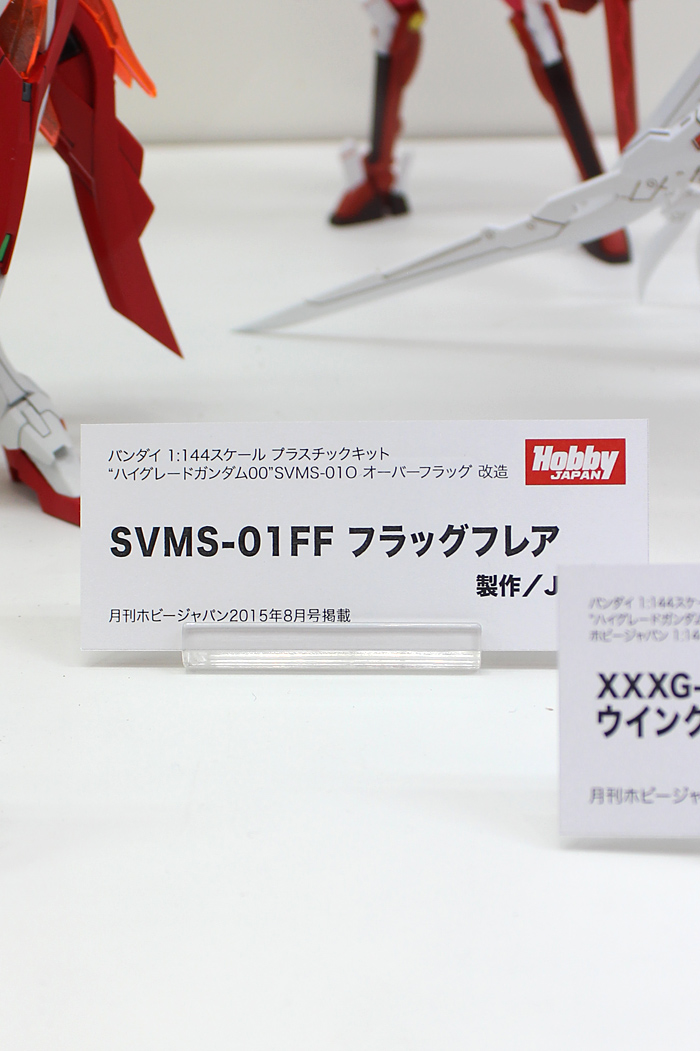 バンダイ 1:144スケール プラスチックキット
“ハイグレードガンダム00”SVMS-01O オーバーフラッグ 改造
Hobby
JAPAN
SVMS-01FF フラッグフレア
製作/J
月刊ホビージャパン2015年8月号掲載
バンダイ 1:144スケ
“ハイグレードガンダ
ホビージャパン 1:14
XXXG-
ウイング
月刊ホビージャ